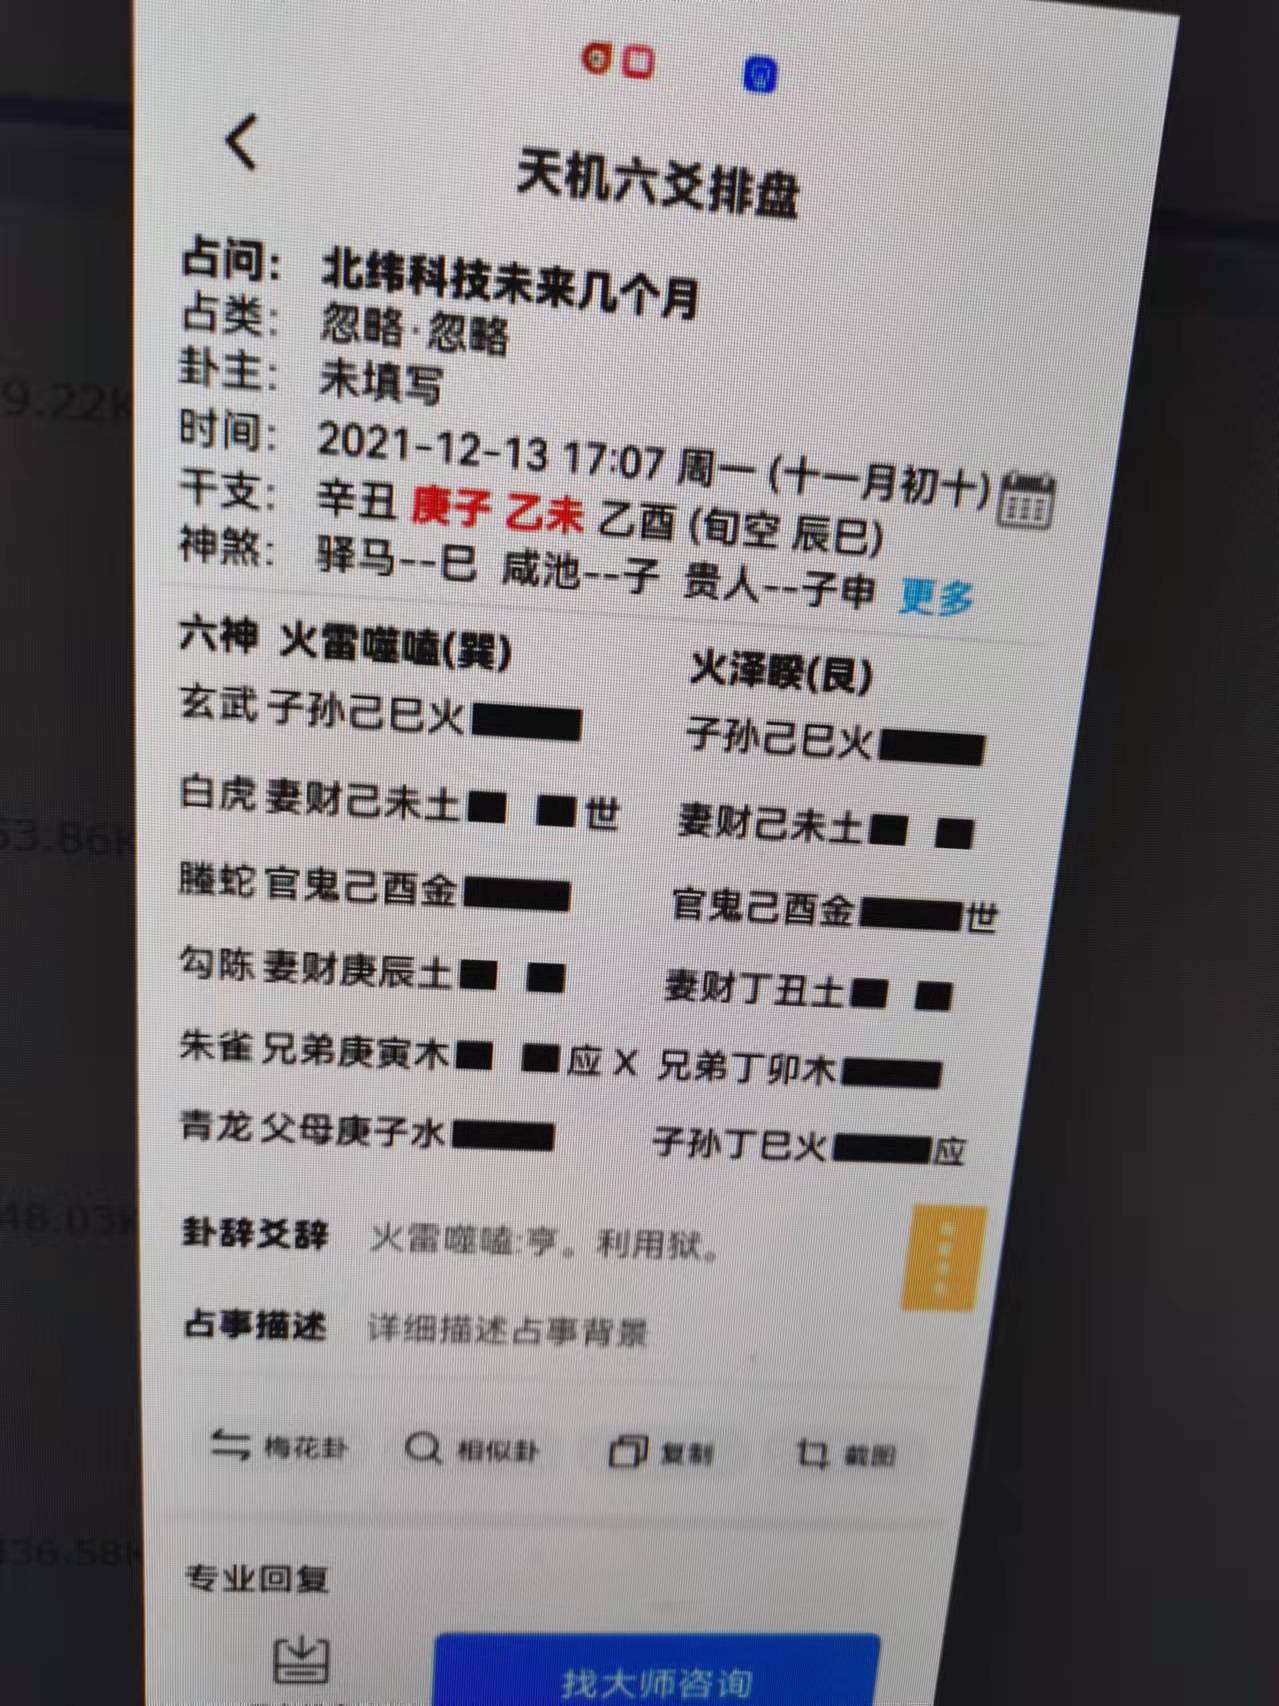 天机六爻排盘
占问： 北纬科技未来几个月
占类： 忽略·忽略
卦主： 未填写
时间： 2021-12-13 17:07 周一 (十一月初十)
干支： 辛丑 庚子 乙未 乙酉 (旬空 辰巳)
神煞： 驿马--巳 咸池--子 贵人--子申 更多
六神 火雷噬嗑(巽) 火泽睽(艮)
玄武 子孙己巳火 子孙己巳火
白虎 妻财己未土 世 妻财己未土
螣蛇 官鬼己酉金 官鬼己酉金 世
勾陈 妻财庚辰土 妻财丁丑土
朱雀 兄弟庚寅木 应 X 兄弟丁卯木
青龙 父母庚子水 子孙丁巳火 应
卦辞爻辞 火雷噬嗑:亨。利用狱。
占事描述 详细描述占事背景
梅花卦 相似卦 复制 截图
专业回复
找大师咨询
9.22K
53.86K
48.03K
136.58K